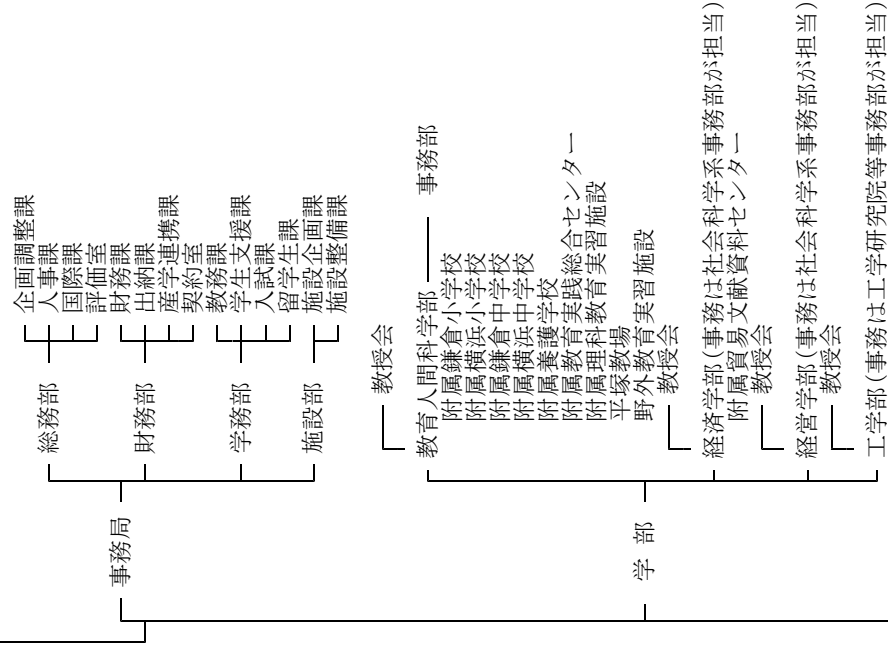 事務局
総務部
企画調整課
人事課
国際課
評価室
財務部
財務課
出納課
産学連携課
契約室
学務部
教務課
学生支援課
入試課
留学生課
施設部
施設企画課
施設整備課
学 部
教授会
教育人間科学部
事務部
附属鎌倉小学校
附属横浜小学校
附属鎌倉中学校
附属横浜中学校
附属養護学校
附属教育実践総合センター
附属理科教育実習施設
平塚教場
野外教育実習施設
教授会
経済学部(事務は社会科学系事務部が担当)
附属貿易文献資料センター
教授会
経営学部(事務は社会科学系事務部が担当)
教授会
工学部(事務は工学研究院等事務部が担当)